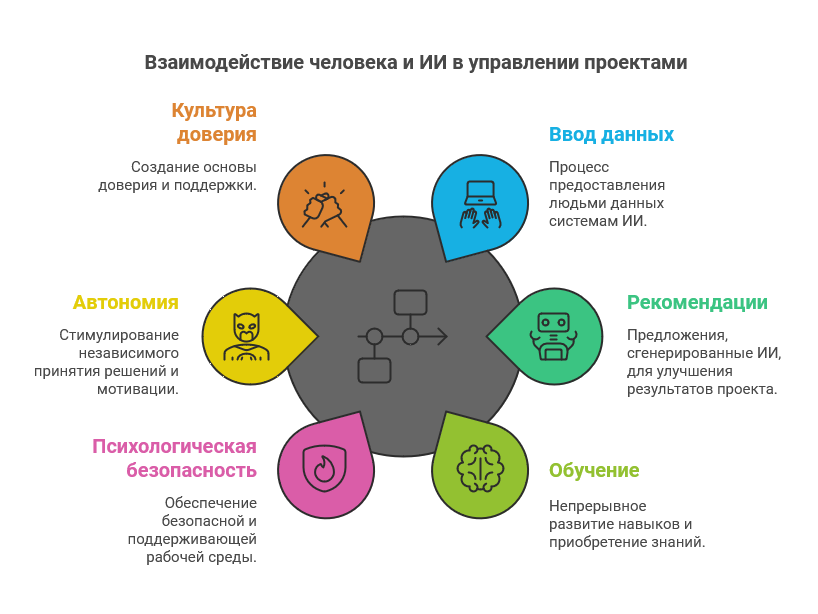 Взаимодействие человека и ИИ в управлении проектами
Культура
доверия
Создание основы
доверия и поддержки.
Ввод данных
Процесс
предоставления
людьми данных
системам ИИ.
Автономия
Стимулирование
независимого
принятия решений и
мотивации.
Рекомендации
Предложения,
сгенерированные ИИ,
для улучшения
результатов проекта.
Психологическая
безопасность
Обеспечение
безопасной и
поддерживающей
рабочей среды.
Обучение
Непрерывное
развитие навыков и
приобретение знаний.